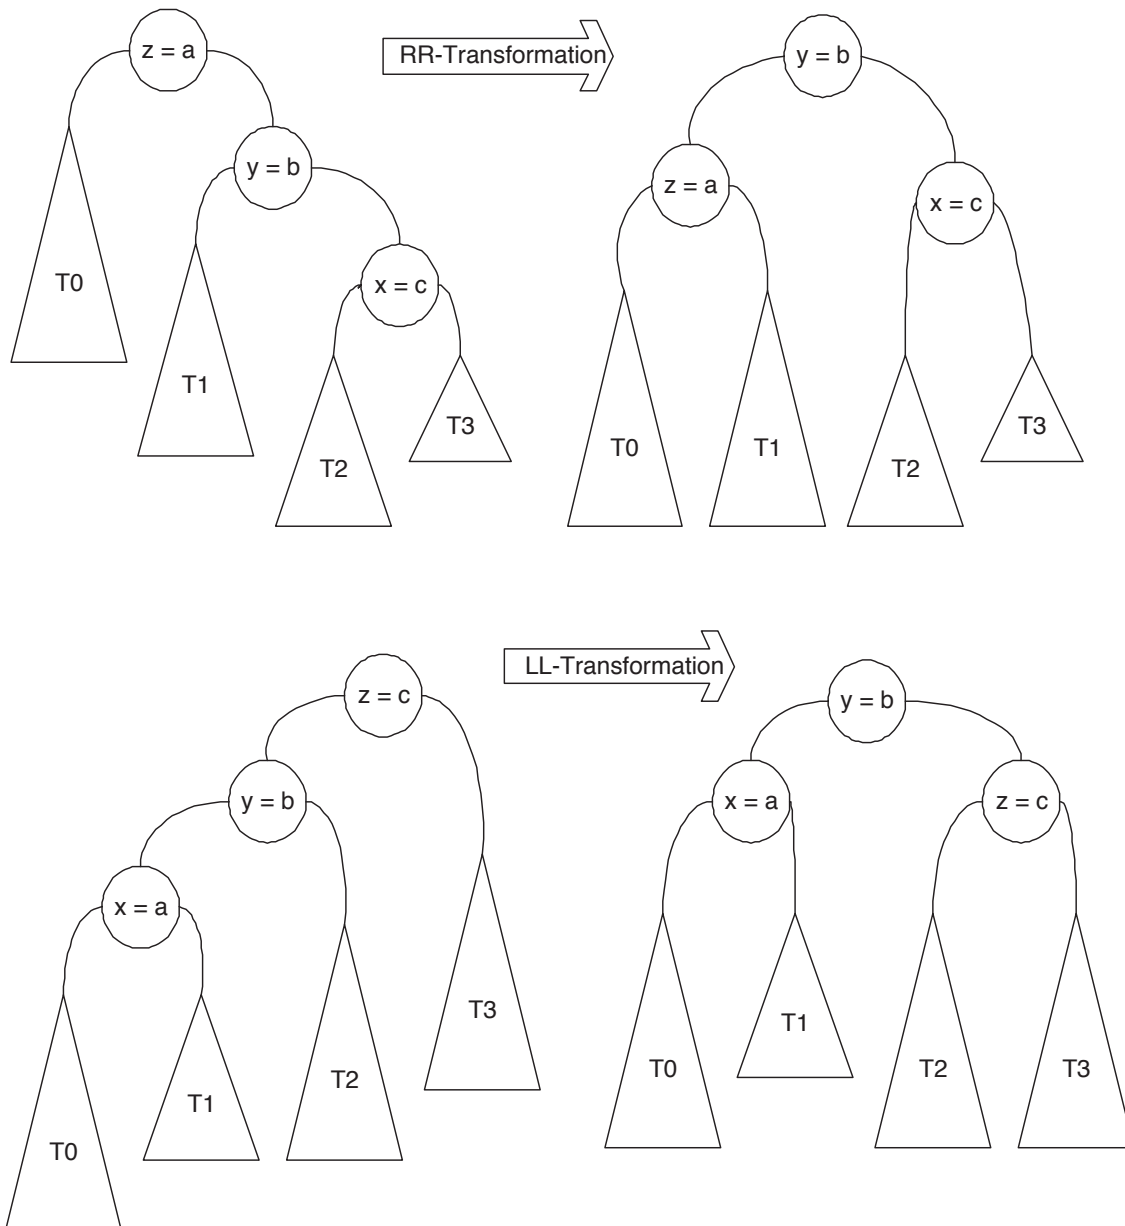 z = a
RR-Transformation
y = b
y = b
z = a
x = c
T0
x = c
T1
T3
T2
T0
T1
T2
T3
LL-Transformation
z = c
y = b
y = b
x = a
z = c
x = a
T3
T2
T1
T0
T1
T0
T2
T3